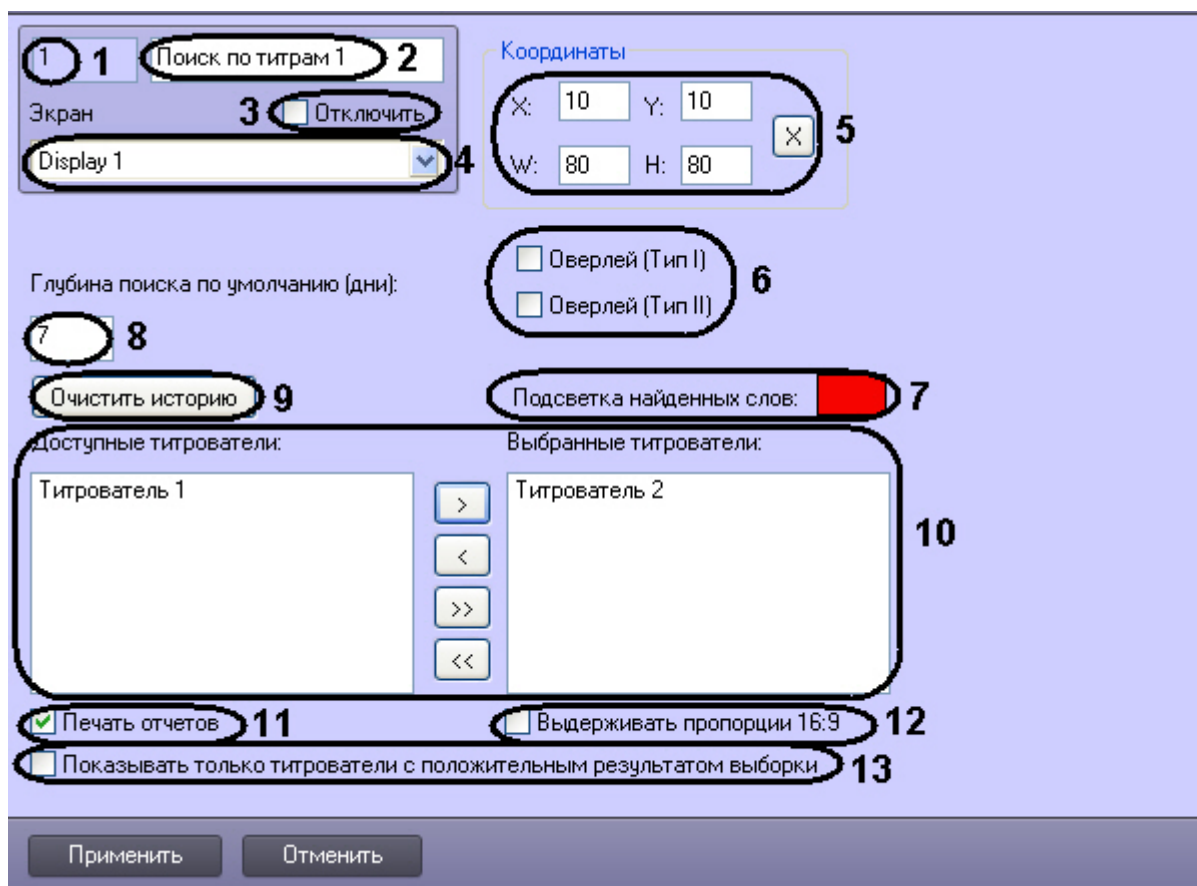 1 1 Поиск по титрам 1 2
Экран 3 Отключить
Display 1 4
Координаты
X: 10 Y: 10
X 5
W: 80 H: 80
Оверлей (Тип I)
Оверлей (Тип II)
6
Глубина поиска по умолчанию (дни):
7 8
Очистить историю 9
Подсветка найденных слов: 7
Доступные титрователи: Выбранные титрователи:
Титрователь 1 > Титрователь 2
<
>>
<<
10
Печать отчетов 11 Выдерживать пропорции 16:9 12
Показывать только титрователи с положительным результатом выборки 13
Применить Отменить